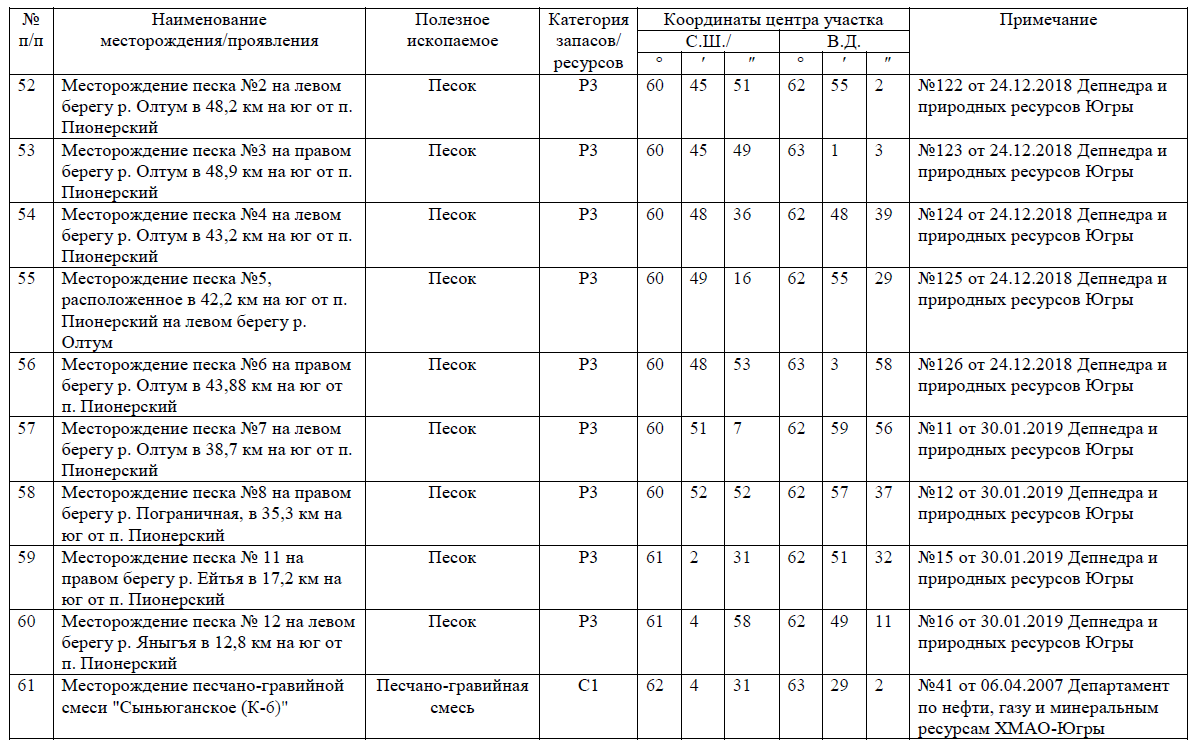 № п/п Наименование месторождения/проявления Полезное ископаемое Категория запасов/ресурсов Координаты центра участка Примечание
С.Ш./ В.Д.
° ′ ″ ° ′ ″
52 Месторождение песка №2 на левом Песок Р3 60 45 51 62 55 2 №122 от 24.12.2018 Депнедра и
берегу р. Олтум в 48,2 км на юг от п. природных ресурсов Югры
Пионерский
53 Месторождение песка №3 на правом Песок Р3 60 45 49 63 1 3 №123 от 24.12.2018 Депнедра и
берегу р. Олтум в 48,9 км на юг от п. природных ресурсов Югры
Пионерский
54 Месторождение песка №4 на левом Песок Р3 60 48 36 62 48 39 №124 от 24.12.2018 Депнедра и
берегу р. Олтум в 43,2 км на юг от п. природных ресурсов Югры
Пионерский
55 Месторождение песка №5, Песок Р3 60 49 16 62 55 29 №125 от 24.12.2018 Депнедра и
расположенное в 42,2 км на юг от п. природных ресурсов Югры
Пионерский на левом берегу р.
Олтум
56 Месторождение песка №6 на правом Песок Р3 60 48 53 63 3 58 №126 от 24.12.2018 Депнедра и
берегу р. Олтум в 43,88 км на юг от природных ресурсов Югры
п. Пионерский
57 Месторождение песка №7 на левом Песок Р3 60 51 7 62 59 56 №11 от 30.01.2019 Депнедра и
берегу р. Олтум в 38,7 км на юг от п. природных ресурсов Югры
Пионерский
58 Месторождение песка №8 на правом Песок Р3 60 52 52 62 57 37 №12 от 30.01.2019 Депнедра и
берегу р. Пограничная, в 35,3 км на природных ресурсов Югры
юг от п. Пионерский
59 Месторождение песка № 11 на Песок Р3 61 2 31 62 51 32 №15 от 30.01.2019 Депнедра и
правом берегу р. Ейтья в 17,2 км на природных ресурсов Югры
юг от п. Пионерский
60 Месторождение песка № 12 на левом Песок Р3 61 4 58 62 49 11 №16 от 30.01.2019 Депнедра и
берегу р. Яныгъя в 12,8 км на юг от природных ресурсов Югры
п. Пионерский
61 Месторождение песчано-гравийной Песчано-гравийная С1 62 4 31 63 29 2 №41 от 06.04.2007 Департамент
смеси "Сыньюганское (К-6)" смесь по нефти, газу и минеральным
ресурсам ХМАО-Югры